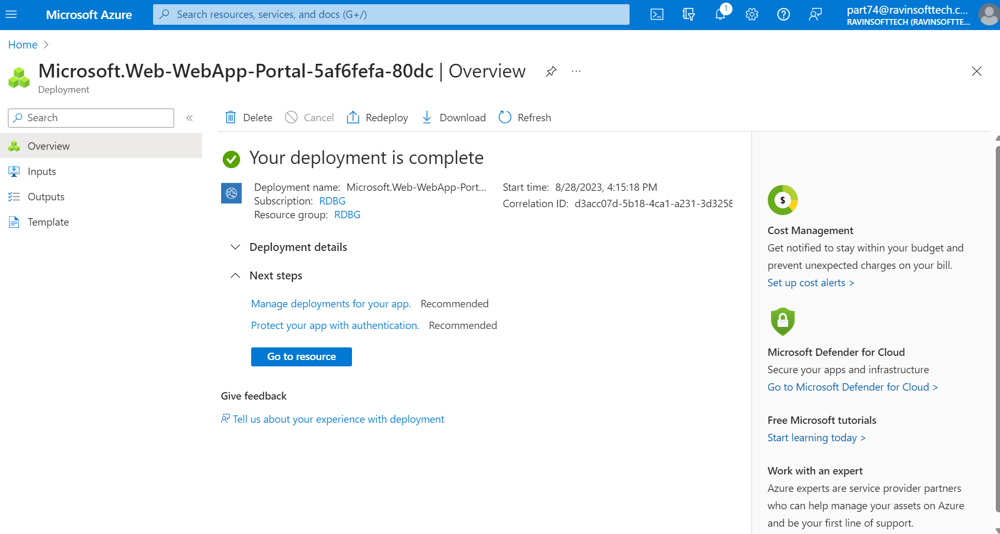 Microsoft Azure
Search resources, services, and docs (G+/)
1
part74@ravinsofttech.c...
RAVINSOFTTECH (RAVINSOFTTE...
Home
Microsoft.Web-WebApp-Portal-5af6fefa-80dc | Overview
...
Deployment
Search
«
Overview
Inputs
Outputs
Template
Delete
Cancel
Redeploy
Download
Refresh
Your deployment is complete
Deployment name: Microsoft.Web-WebApp-Port...
Subscription: RDBG
Resource group: RDBG
Start time: 8/28/2023, 4:15:18 PM
Correlation ID: d3acc07d-5b18-4ca1-a231-3d3258
Deployment details
Next steps
Manage deployments for your app. Recommended
Protect your app with authentication. Recommended
Go to resource
Give feedback
Tell us about your experience with deployment
$
Cost Management
Get notified to stay within your budget and
prevent unexpected charges on your bill.
Set up cost alerts >
Microsoft Defender for Cloud
Secure your apps and infrastructure
Go to Microsoft Defender for Cloud >
Free Microsoft tutorials
Start learning today >
Work with an expert
Azure experts are service provider partners
who can help manage your assets on Azure
and be your first line of support.